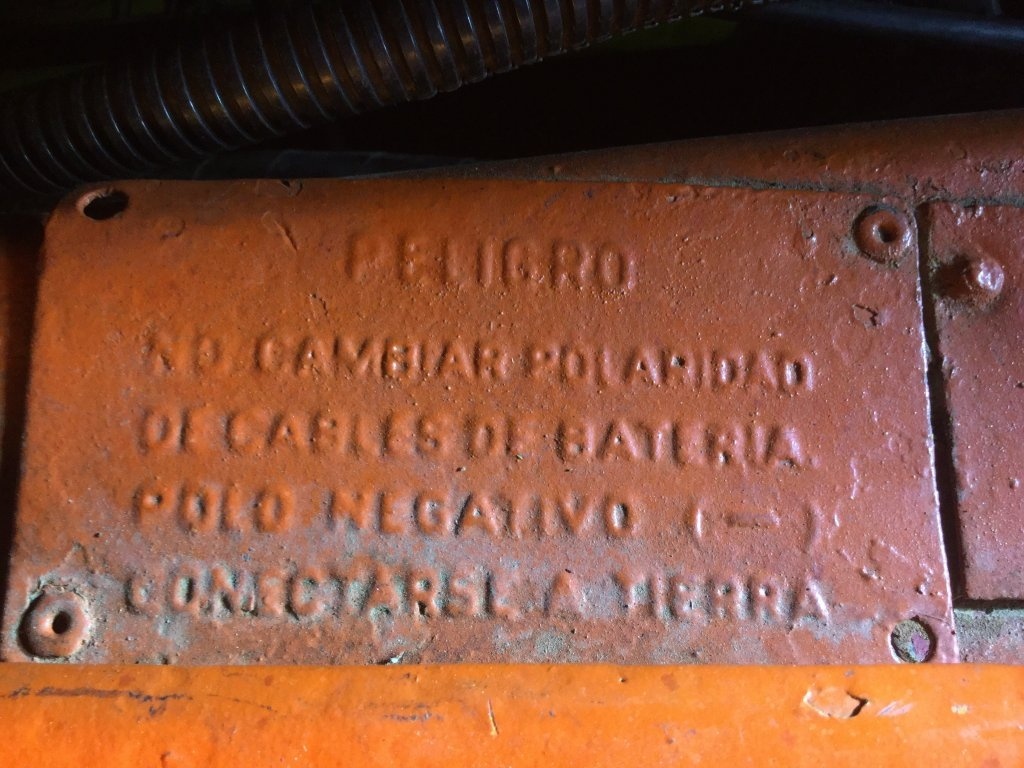 PELIGRO
NO CAMBIAR POLARIDAD
DE CABLES DE BATERIA.
POLO NEGATIVO (-)
CONECTARSE A TIERRA